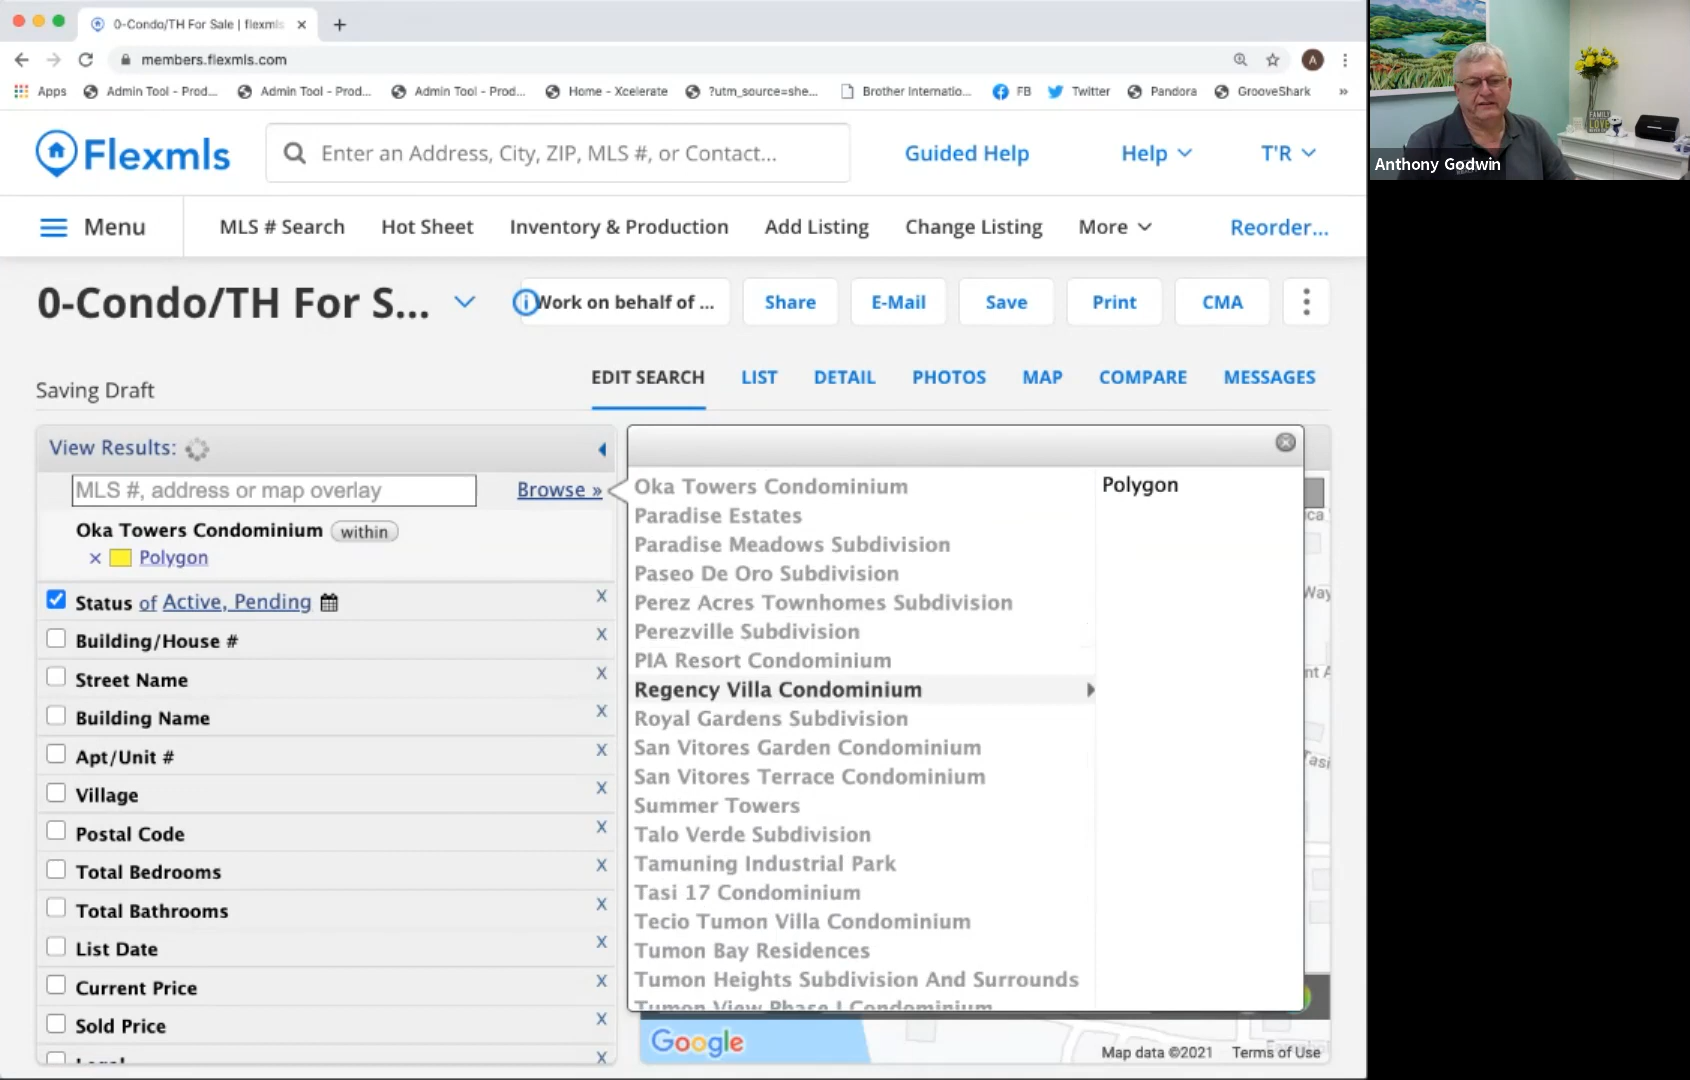 0-Condo/TH For Sale | flexmls
members.flexmls.com
A
Apps
Admin Tool - Prod...
Admin Tool - Prod...
Admin Tool - Prod...
Home - Xcelerate
?utm_source=she...
Brother Internatio...
FB
Twitter
Pandora
GrooveShark
»
Flexmls
Enter an Address, City, ZIP, MLS #, or Contact...
Guided Help
Help
T'R
Menu
MLS # Search
Hot Sheet
Inventory & Production
Add Listing
Change Listing
More
Reorder...
0-Condo/TH For S...
Work on behalf of ...
Share
E-Mail
Save
Print
CMA
Saving Draft
EDIT SEARCH
LIST
DETAIL
PHOTOS
MAP
COMPARE
MESSAGES
View Results:
MLS #, address or map overlay
Browse »
Oka Towers Condominium within
× Polygon
Status of Active, Pending X
Building/House # X
Street Name X
Building Name X
Apt/Unit # X
Village X
Postal Code X
Total Bedrooms X
Total Bathrooms X
List Date X
Current Price X
Sold Price X
Legal X
Oka Towers Condominium
Paradise Estates
Paradise Meadows Subdivision
Paseo De Oro Subdivision
Perez Acres Townhomes Subdivision
Perezville Subdivision
PIA Resort Condominium
Regency Villa Condominium
Royal Gardens Subdivision
San Vitores Garden Condominium
San Vitores Terrace Condominium
Summer Towers
Talo Verde Subdivision
Tamuning Industrial Park
Tasi 17 Condominium
Tecio Tumon Villa Condominium
Tumon Bay Residences
Tumon Heights Subdivision And Surrounds
Tumon View Phase I Condominium
Polygon
Google
Map data ©2021
Terms of Use
Anthony Godwin
FAMILY
LOVE